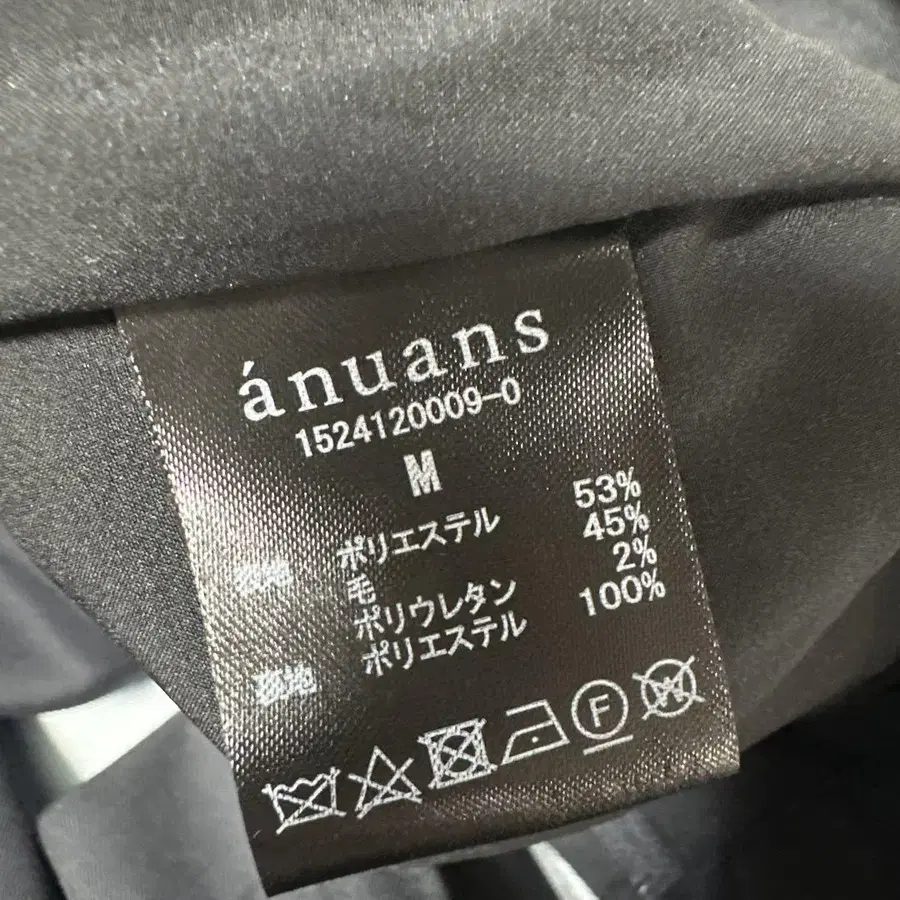 ánuans
1524120009-0
M
ポリエステル 53%
毛 45%
ポリウレタン 2%
ポリエステル 100%
F
W